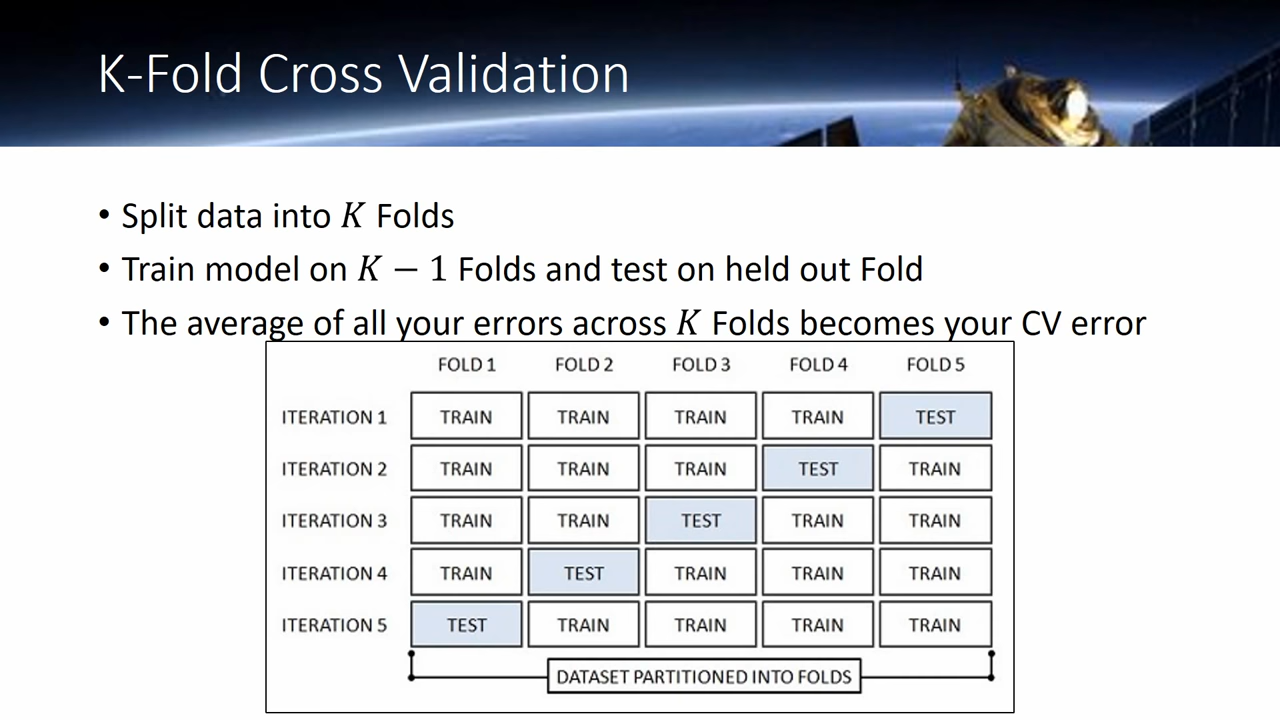 K-Fold Cross Validation
• Split data into K Folds
• Train model on K − 1 Folds and test on held out Fold
• The average of all your errors across K Folds becomes your CV error
FOLD 1 FOLD 2 FOLD 3 FOLD 4 FOLD 5
ITERATION 1 TRAIN TRAIN TRAIN TRAIN TEST
ITERATION 2 TRAIN TRAIN TRAIN TEST TRAIN
ITERATION 3 TRAIN TRAIN TEST TRAIN TRAIN
ITERATION 4 TRAIN TEST TRAIN TRAIN TRAIN
ITERATION 5 TEST TRAIN TRAIN TRAIN TRAIN
DATASET PARTITIONED INTO FOLDS